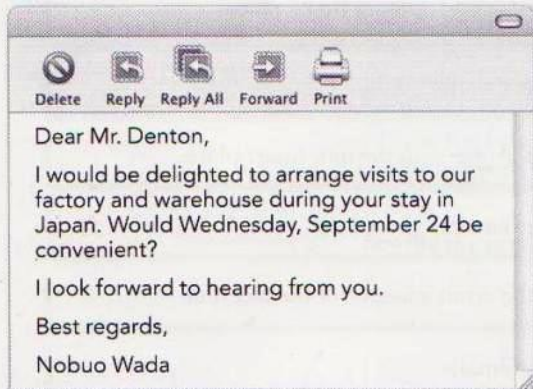 Delete Reply Reply All Forward Print
Dear Mr. Denton,
I would be delighted to arrange visits to our
factory and warehouse during your stay in
Japan. Would Wednesday, September 24 be
convenient?
I look forward to hearing from you.
Best regards,
Nobuo Wada